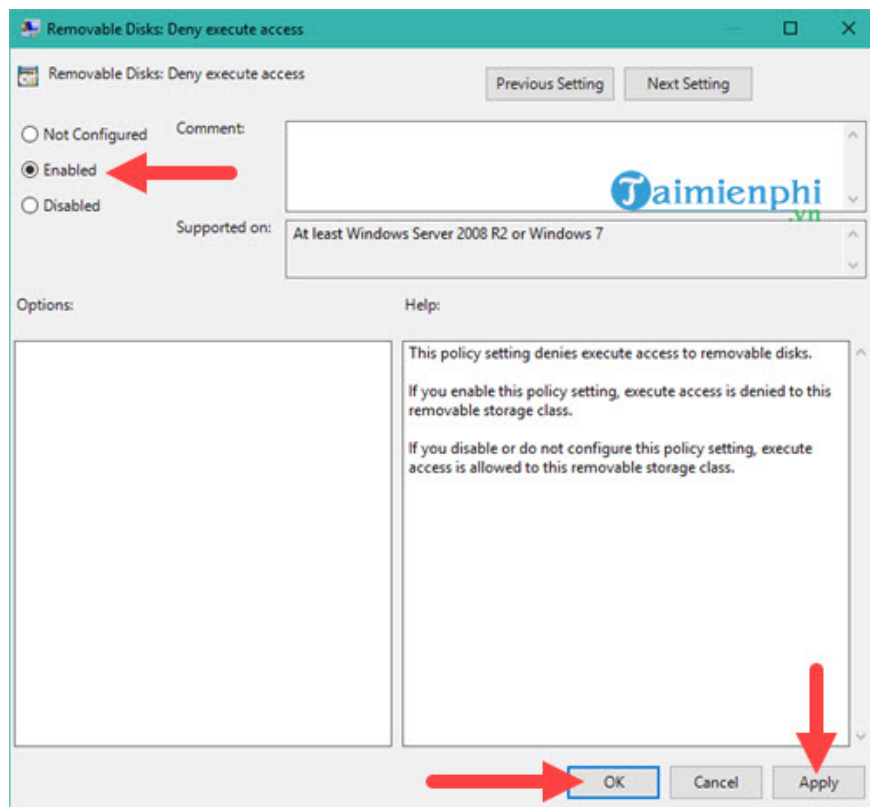 Removable Disks: Deny execute access
Removable Disks: Deny execute access
Previous Setting
Next Setting
Not Configured
Comment:
Enabled
Disabled
Taimienphi
.vn
Supported on:
At least Windows Server 2008 R2 or Windows 7
Options:
Help:
This policy setting denies execute access to removable disks.
If you enable this policy setting, execute access is denied to this
removable storage class.
If you disable or do not configure this policy setting, execute
access is allowed to this removable storage class.
OK
Cancel
Apply